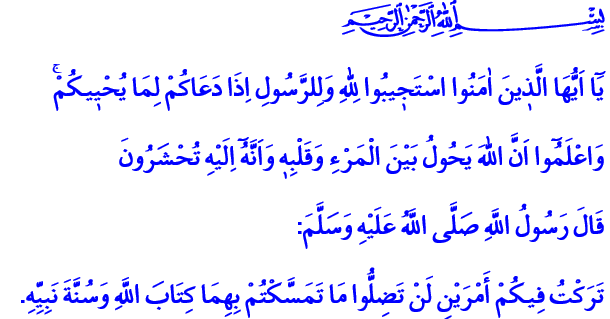 بِسْمِ اللهِ الرَّحْمٰنِ الرَّحِيمِ
يَٓا اَيُّهَا الَّذ۪ينَ اٰمَنُوا اسْتَج۪يبُوا لِلّٰهِ وَلِلرَّسُولِ اِذَا دَعَاكُمْ لِمَا يُحْي۪يكُمْۚ
وَاعْلَمُٓوا اَنَّ اللّٰهَ يَحُولُ بَيْنَ الْمَرْءِ وَقَلْبِه۪ وَاَنَّهُٓ اِلَيْهِ تُحْشَرُونَ
قَالَ رَسُولُ اللَّهِ صَلَّى اللَّهُ عَلَيْهِ وَسَلَّمَ:
تَرَكْتُ فِيكُمْ أَمْرَيْنِ لَنْ تَضِلُّوا مَا تَمَسَّكْتُمْ بِهِمَا كِتَابَ اللَّهِ وَسُنَّةَ نَبِيِّهِ.